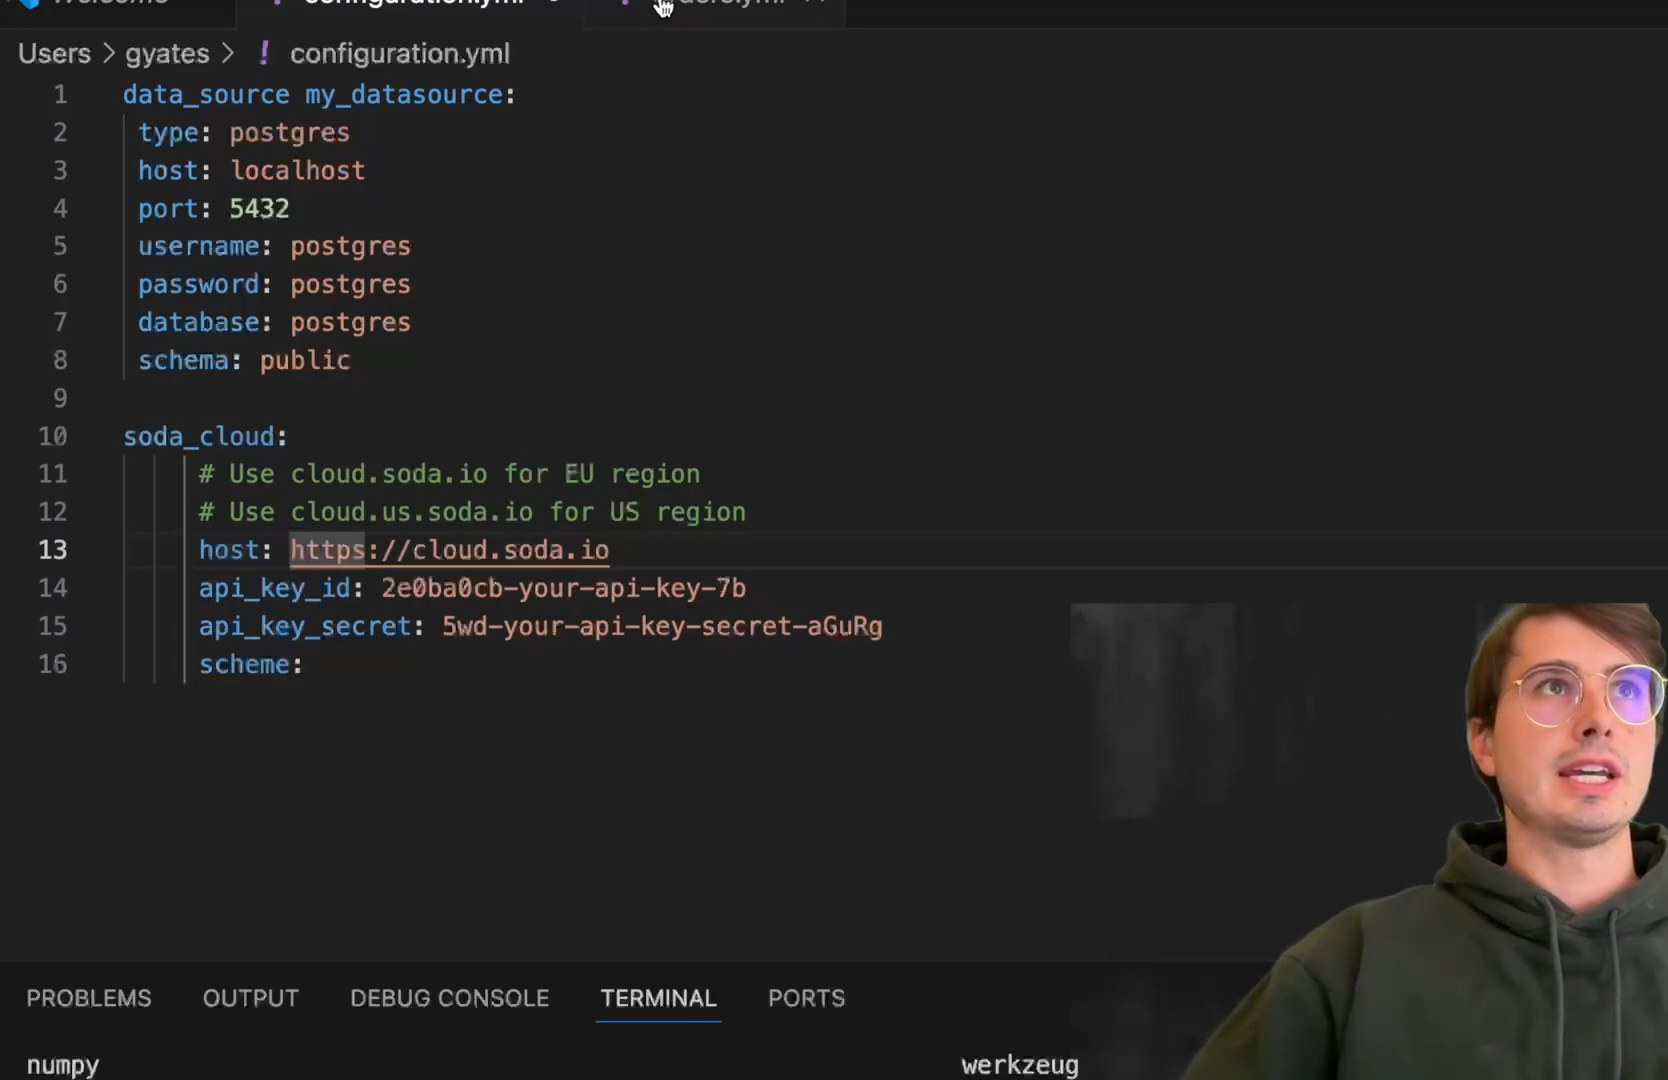 configuration.yml
Users > gyates > ! configuration.yml
1 data_source my_datasource:
2 type: postgres
3 host: localhost
4 port: 5432
5 username: postgres
6 password: postgres
7 database: postgres
8 schema: public
9
10 soda_cloud:
11 # Use cloud.soda.io for EU region
12 # Use cloud.us.soda.io for US region
13 host: https://cloud.soda.io
14 api_key_id: 2e0ba0cb-your-api-key-7b
15 api_key_secret: 5wd-your-api-key-secret-aGuRg
16 scheme:
PROBLEMS OUTPUT DEBUG CONSOLE TERMINAL PORTS
numpy werkzeug